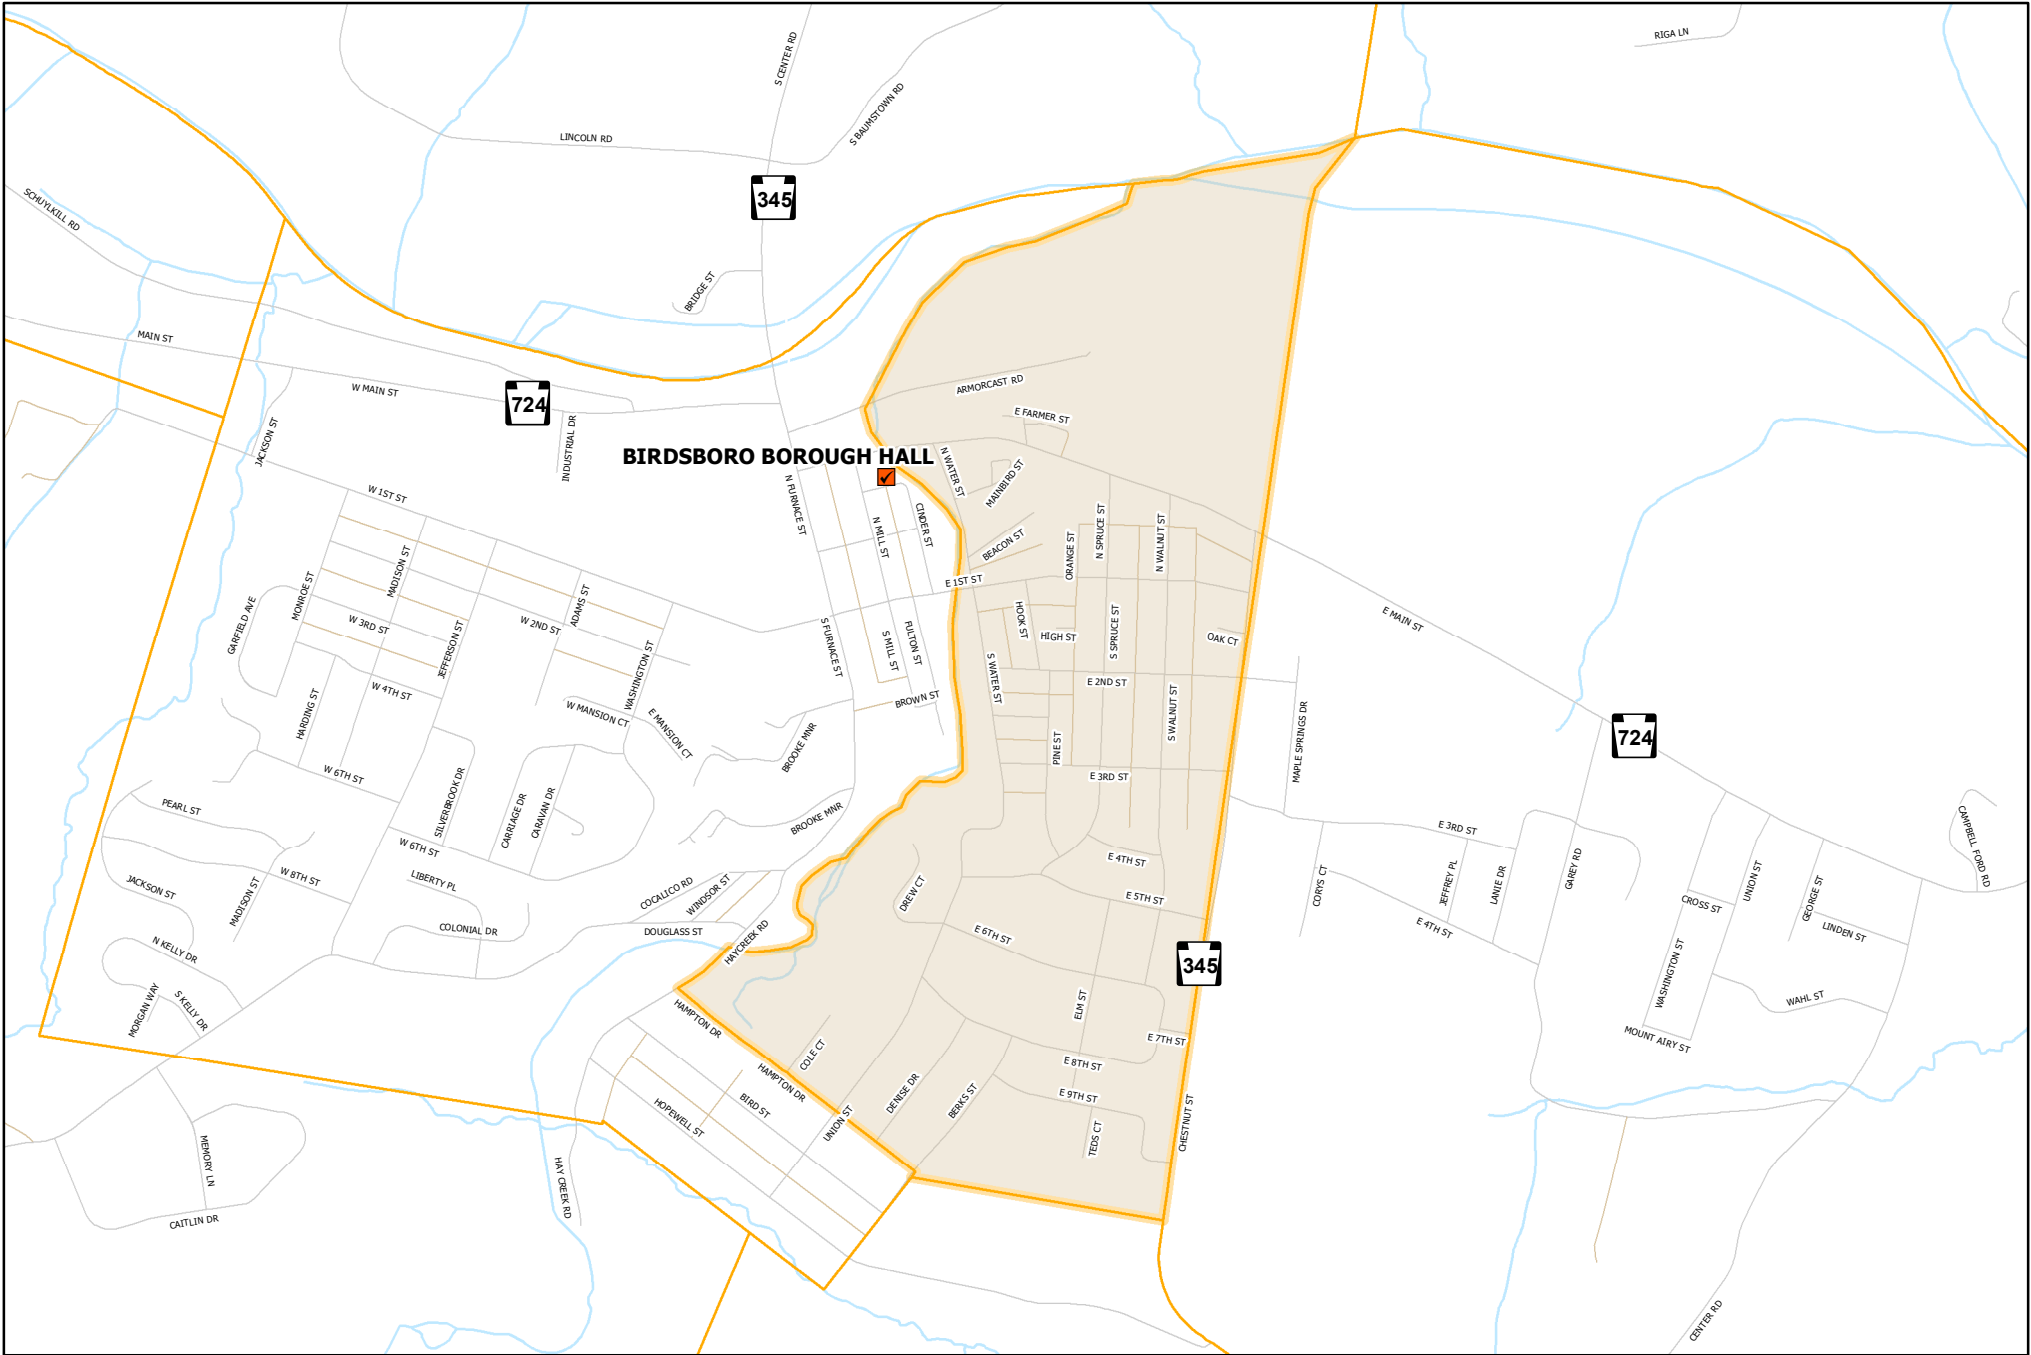 RIGA LN
S CENTER RD
S BAUMSTOWN RD
LINCOLN RD
345
SCHUYLKILL RD
BRIDGE ST
MAIN ST
W MAIN ST
724
ARMORCAST RD
E FARMER ST
JACKSON ST
INDUSTRIAL DR
BIRDSBORO BOROUGH HALL
N WATER ST
MAINBIRD ST
W 1ST ST
N FURNACE ST
N MILL ST
CINDER ST
BEACON ST
ORANGE ST
N SPRUCE ST
N WALNUT ST
MADISON ST
MONROE ST
GARFIELD AVE
ADAMS ST
E 1ST ST
W 3RD ST
W 2ND ST
JEFFERSON ST
WASHINGTON ST
S FURNACE ST
S MILL ST
FULTON ST
HOOK ST
HIGH ST
S SPRUCE ST
OAK CT
E MAIN ST
W 4TH ST
HARDING ST
W MANSION CT
E MANSION CT
BROWN ST
S WATER ST
E 2ND ST
S WALNUT ST
BROOKE MNR
PINE ST
MAPLE SPRINGS DR
724
W 6TH ST
E 3RD ST
PEARL ST
SILVERBROOK DR
CARRIAGE DR
CARAVAN DR
BROOKE MNR
E 3RD ST
CAMPBELL FORD RD
W 6TH ST
E 4TH ST
W 8TH ST
LIBERTY PL
JACKSON ST
MADISON ST
COCALICO RD
WINDSOR ST
DREW CT
E 5TH ST
CORYS CT
JEFFREY PL
LANIE DR
GAREY RD
CROSS ST
UNION ST
GEORGE ST
COLONIAL DR
DOUGLASS ST
HAYCREEK RD
E 6TH ST
E 4TH ST
LINDEN ST
N KELLY DR
345
WASHINGTON ST
MORGAN WAY
S KELLY DR
HAMPTON DR
ELM ST
WAHL ST
COLE CT
E 7TH ST
MOUNT AIRY ST
E 8TH ST
HAMPTON DR
DENISE DR
BERKS ST
E 9TH ST
BIRD ST
HOPEWELL ST
UNION ST
TEDS CT
CHESTNUT ST
MEMORY LN
HAY CREEK RD
CAITLIN DR
CENTER RD